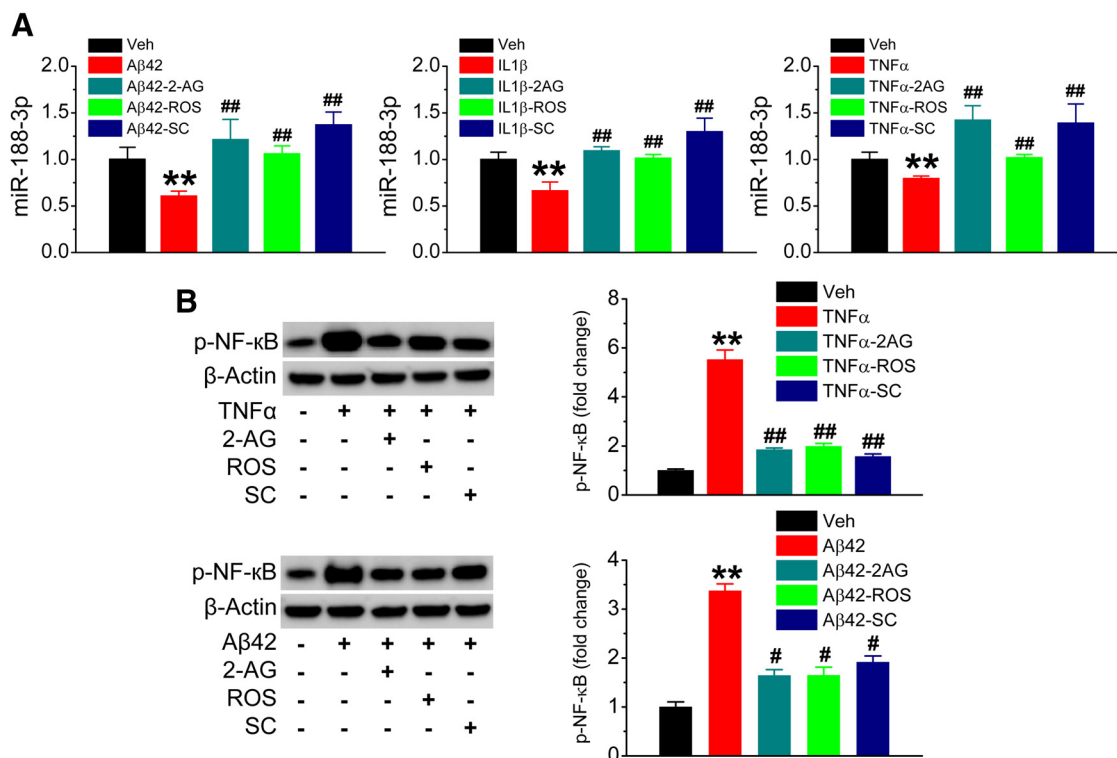 A
Veh
Aβ42
Aβ42-2-AG
Aβ42-ROS
Aβ42-SC
miR-188-3p
2.0
1.5
1.0
0.5
0.0
**
##
##
##
Veh
IL1β
IL1β-2AG
IL1β-ROS
IL1β-SC
miR-188-3p
2.0
1.5
1.0
0.5
0.0
**
##
##
##
Veh
TNFα
TNFα-2AG
TNFα-ROS
TNFα-SC
miR-188-3p
2.0
1.5
1.0
0.5
0.0
**
##
##
##
B
p-NF-κB
β-Actin
TNFα - + + + +
2-AG - - + - -
ROS - - - + -
SC - - - - +
Veh
TNFα
TNFα-2AG
TNFα-ROS
TNFα-SC
p-NF-κB (fold change)
8
6
4
2
0
**
##
##
##
p-NF-κB
β-Actin
Aβ42 - + + + +
2-AG - - + - -
ROS - - - + -
SC - - - - +
Veh
Aβ42
Aβ42-2AG
Aβ42-ROS
Aβ42-SC
p-NF-κB (fold change)
4
3
2
1
0
**
#
#
#